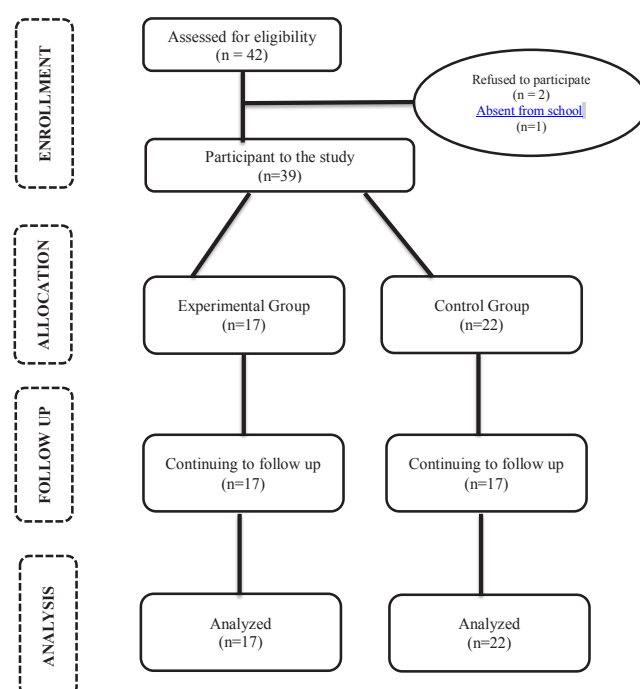 ENROLLMENT
Assessed for eligibility
(n = 42)
Refused to participate
(n = 2)
Absent from school
(n=1)
Participant to the study
(n=39)
ALLOCATION
Experimental Group
(n=17)
Control Group
(n=22)
FOLLOW UP
Continuing to follow up
(n=17)
Continuing to follow up
(n=17)
ANALYSIS
Analyzed
(n=17)
Analyzed
(n=22)